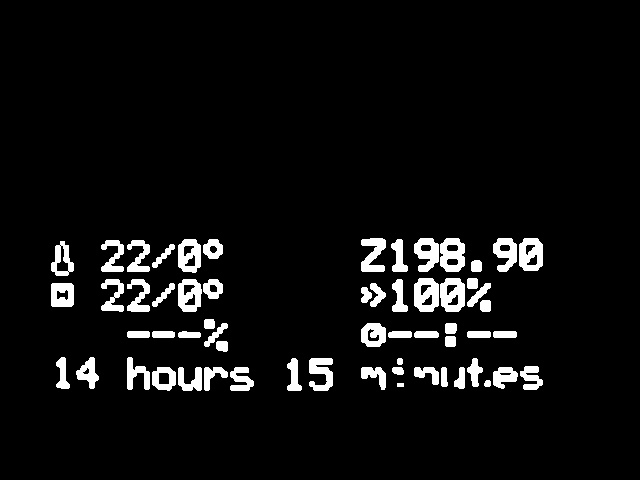 22/0° Z198.90
22/0° »100%
---% --:--
14 hours 15 minutes